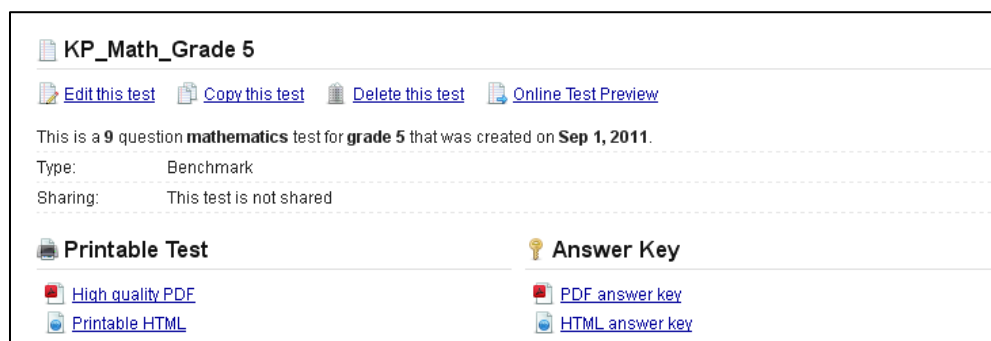 KP_Math_Grade 5
Edit this test Copy this test Delete this test Online Test Preview
This is a 9 question mathematics test for grade 5 that was created on Sep 1, 2011.
Type: Benchmark
Sharing: This test is not shared
Printable Test Answer Key
High quality PDF PDF answer key
Printable HTML HTML answer key